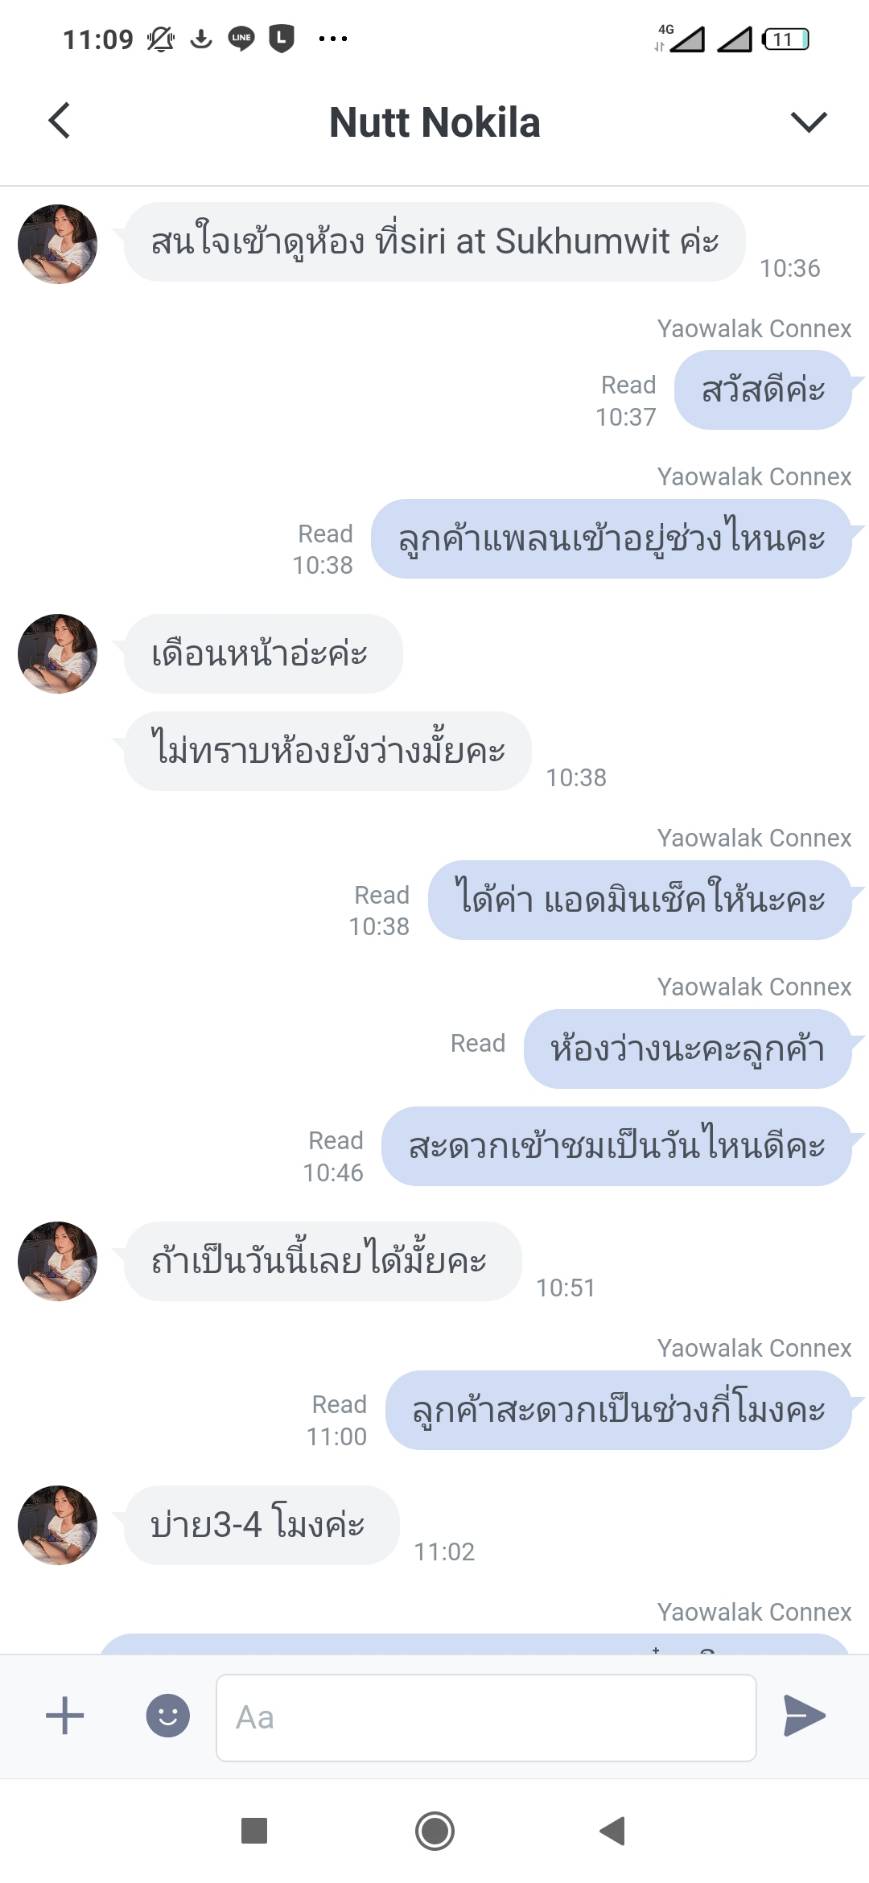 11:09
LINE
L
...
4G
11
Nutt Nokila
สนใจเข้าดูห้อง ที่siri at Sukhumwit ค่ะ
10:36
Yaowalak Connex
Read
10:37
สวัสดีค่ะ
Yaowalak Connex
Read
10:38
ลูกค้าแพลนเข้าอยู่ช่วงไหนคะ
เดือนหน้าอ่ะค่ะ
ไม่ทราบห้องยังว่างมั้ยคะ
10:38
Yaowalak Connex
Read
10:38
ได้ค่า แอดมินเช็คให้นะคะ
Yaowalak Connex
Read
ห้องว่างนะคะลูกค้า
Read
10:46
สะดวกเข้าชมเป็นวันไหนดีคะ
ถ้าเป็นวันนี้เลยได้มั้ยคะ
10:51
Yaowalak Connex
Read
11:00
ลูกค้าสะดวกเป็นช่วงกี่โมงคะ
บ่าย3-4 โมงค่ะ
11:02
Yaowalak Connex
Aa